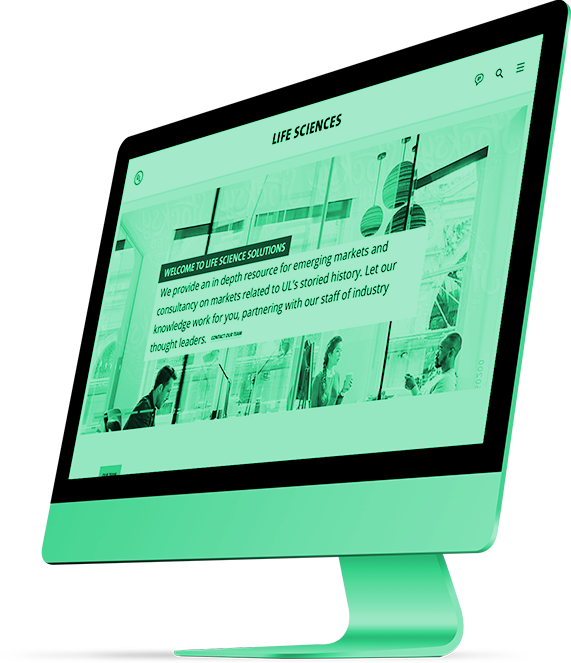 LIFE SCIENCES
WELCOME TO LIFE SCIENCE SOLUTIONS
We provide an in depth resource for emerging markets and
consultancy on markets related to UL's storied history. Let our
knowledge work for you, partnering with our staff of industry
thought leaders. CONTACT OUR TEAM